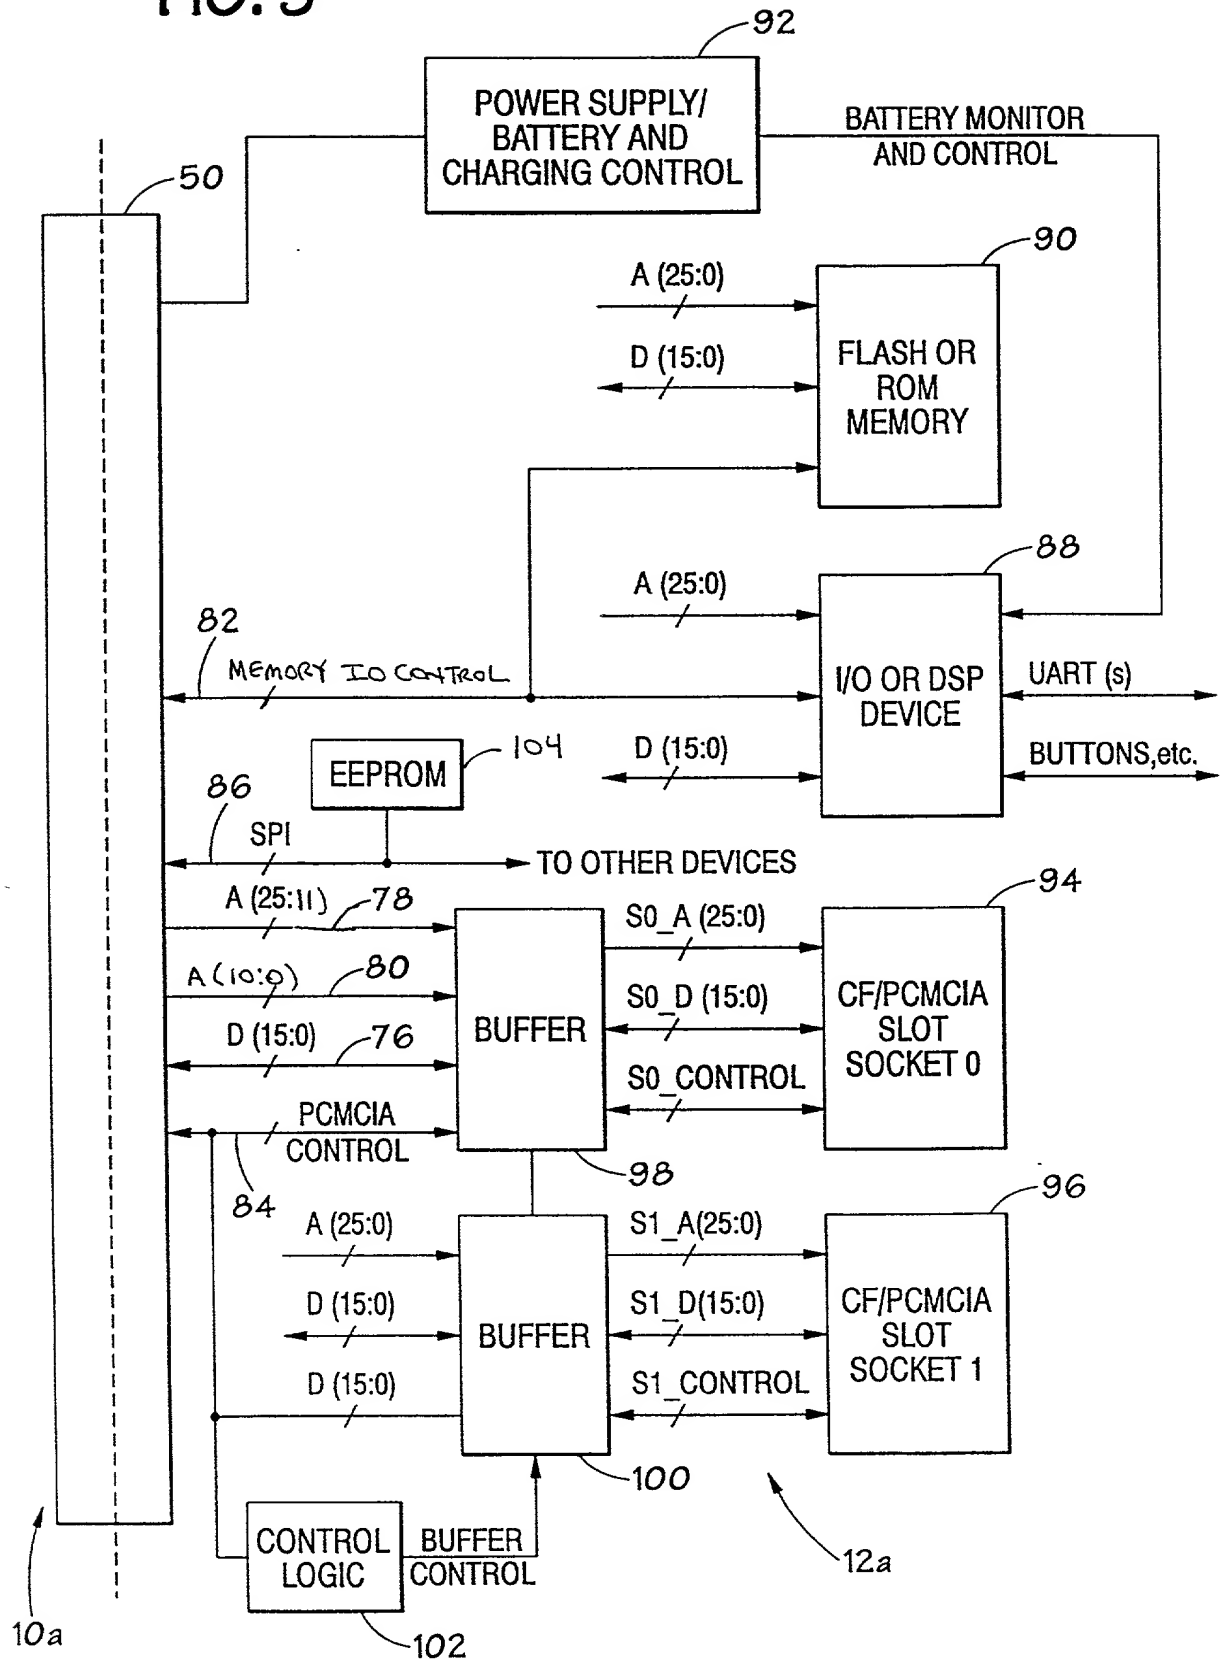 FIG. 5
92
POWER SUPPLY/
BATTERY AND
CHARGING CONTROL
BATTERY MONITOR
AND CONTROL
50
90
A (25:0)
D (15:0)
FLASH OR
ROM
MEMORY
88
A (25:0)
82
MEMORY IO CONTROL
I/O OR DSP
DEVICE
UART (s)
D (15:0)
BUTTONS,etc.
104
EEPROM
86
SPI
TO OTHER DEVICES
A (25:11)
78
94
S0_A (25:0)
A (10:0)
80
BUFFER
S0_D (15:0)
CF/PCMCIA
SLOT
SOCKET 0
D (15:0)
76
S0_CONTROL
PCMCIA
CONTROL
84
98
96
A (25:0)
S1_A(25:0)
D (15:0)
BUFFER
S1_D(15:0)
CF/PCMCIA
SLOT
SOCKET 1
D (15:0)
S1_CONTROL
100
CONTROL
LOGIC
BUFFER
CONTROL
12a
10a
102